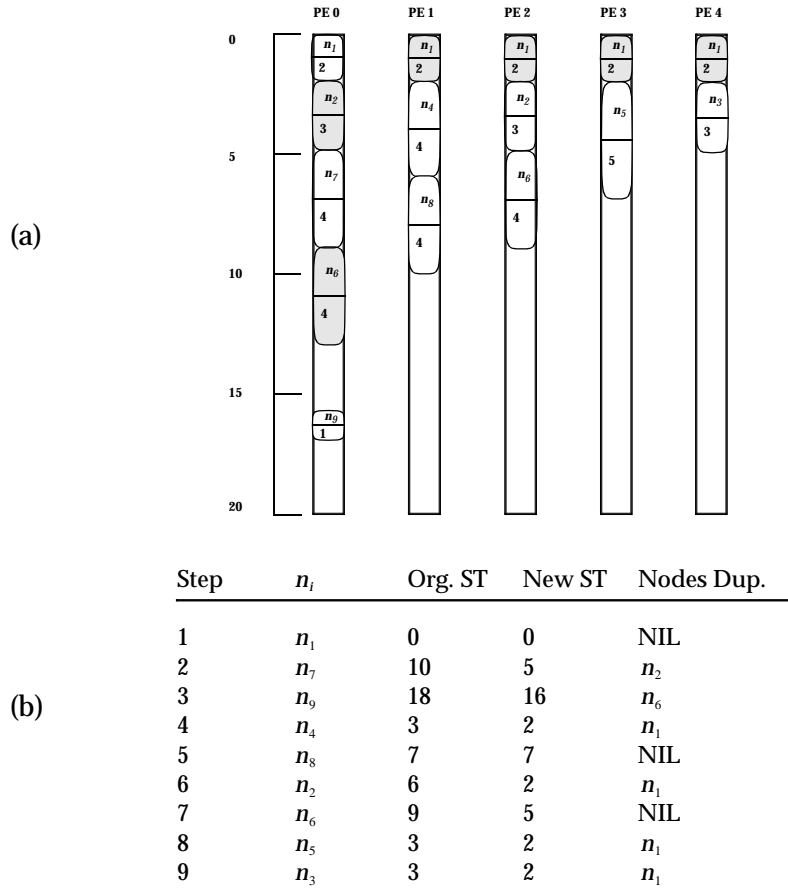 PE 0 PE 1 PE 2 PE 3 PE 4
0
n1 n1 n1 n1 n1
2 2 2 2 2
n2 n4 n2 n5 n3
3 4 3 5 3
5
n7 n8 n6
4 4 4
(a)
10
n6
4
15
n9
1
20
Step ni Org. ST New ST Nodes Dup.
(b)
1 n1 0 0 NIL
2 n7 10 5 n2
3 n9 18 16 n6
4 n4 3 2 n1
5 n8 7 7 NIL
6 n2 6 2 n1
7 n6 9 5 NIL
8 n5 3 2 n1
9 n3 3 2 n1